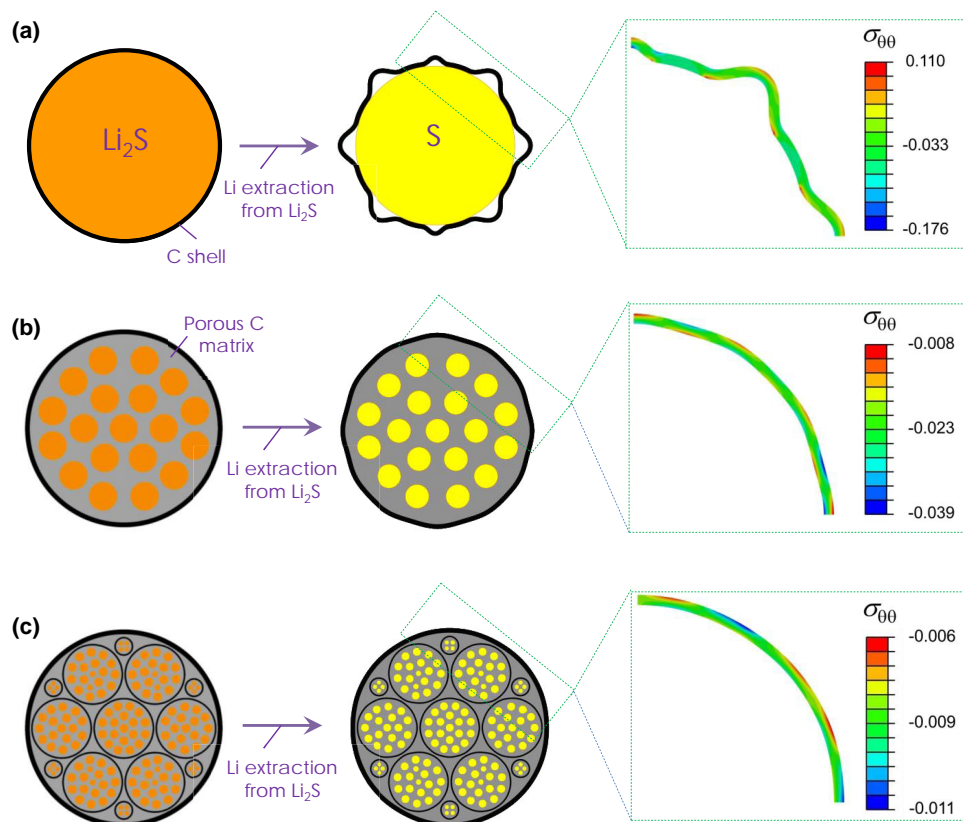 (a)
Li₂S
C shell
Li extraction
from Li₂S
S
σθθ
0.110
-0.033
-0.176
(b)
Porous C
matrix
Li extraction
from Li₂S
σθθ
-0.008
-0.023
-0.039
(c)
Li extraction
from Li₂S
σθθ
-0.006
-0.009
-0.011